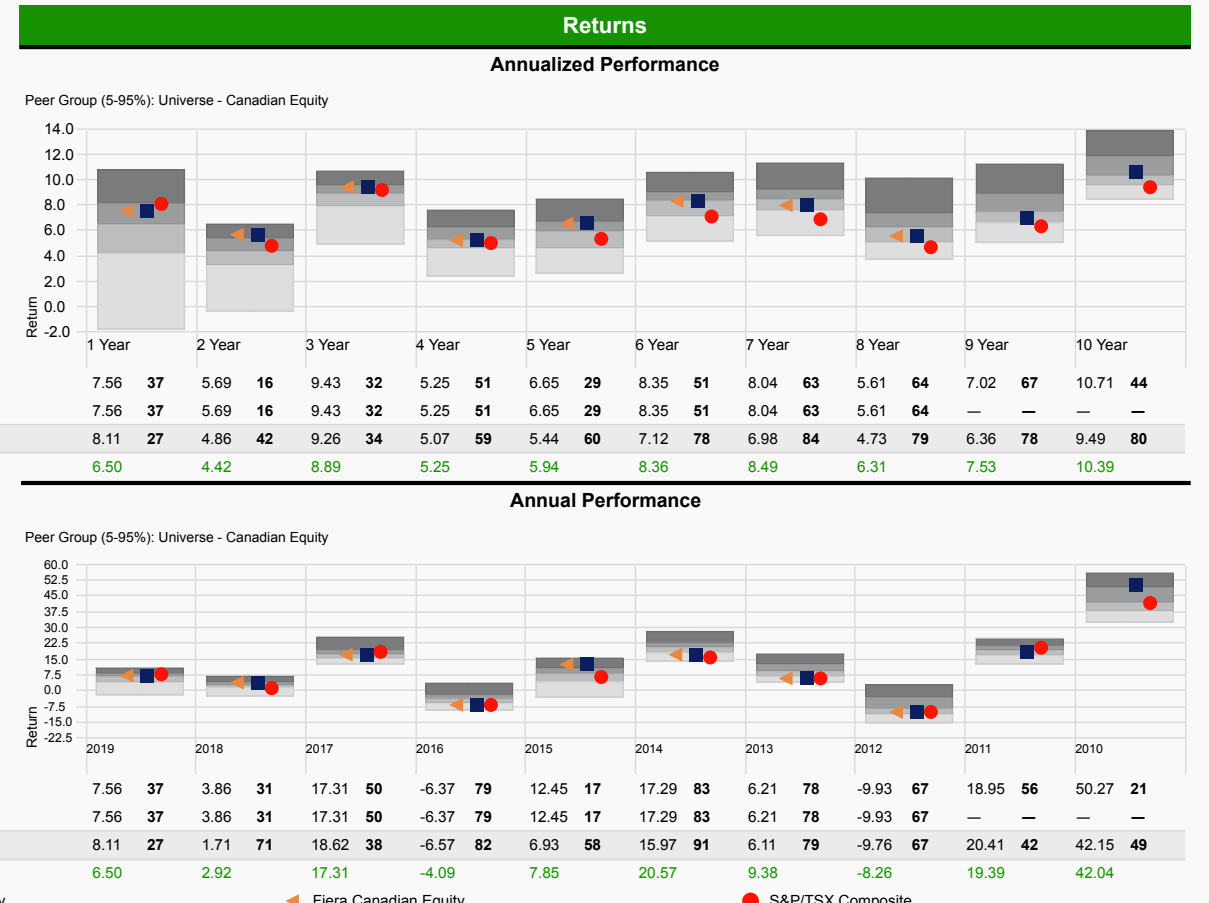 Returns
Annualized Performance
Peer Group (5-95%): Universe - Canadian Equity
14.0
12.0
10.0
8.0
6.0
4.0
2.0
0.0
-2.0
Return
1 Year 2 Year 3 Year 4 Year 5 Year 6 Year 7 Year 8 Year 9 Year 10 Year
7.56 37 5.69 16 9.43 32 5.25 51 6.65 29 8.35 51 8.04 63 5.61 64 7.02 67 10.71 44
7.56 37 5.69 16 9.43 32 5.25 51 6.65 29 8.35 51 8.04 63 5.61 64 — — — —
8.11 27 4.86 42 9.26 34 5.07 59 5.44 60 7.12 78 6.98 84 4.73 79 6.36 78 9.49 80
6.50 4.42 8.89 5.25 5.94 8.36 8.49 6.31 7.53 10.39
Annual Performance
Peer Group (5-95%): Universe - Canadian Equity
60.0
52.5
45.0
37.5
30.0
22.5
15.0
7.5
0.0
-7.5
-15.0
-22.5
Return
2019 2018 2017 2016 2015 2014 2013 2012 2011 2010
7.56 37 3.86 31 17.31 50 -6.37 79 12.45 17 17.29 83 6.21 78 -9.93 67 18.95 56 50.27 21
7.56 37 3.86 31 17.31 50 -6.37 79 12.45 17 17.29 83 6.21 78 -9.93 67 — — — —
8.11 27 1.71 71 18.62 38 -6.57 82 6.93 58 15.97 91 6.11 79 -9.76 67 20.41 42 42.15 49
6.50 2.92 17.31 -4.09 7.85 20.57 9.38 -8.26 19.39 42.04
Fiera Canadian Equity S&P/TSX Composite